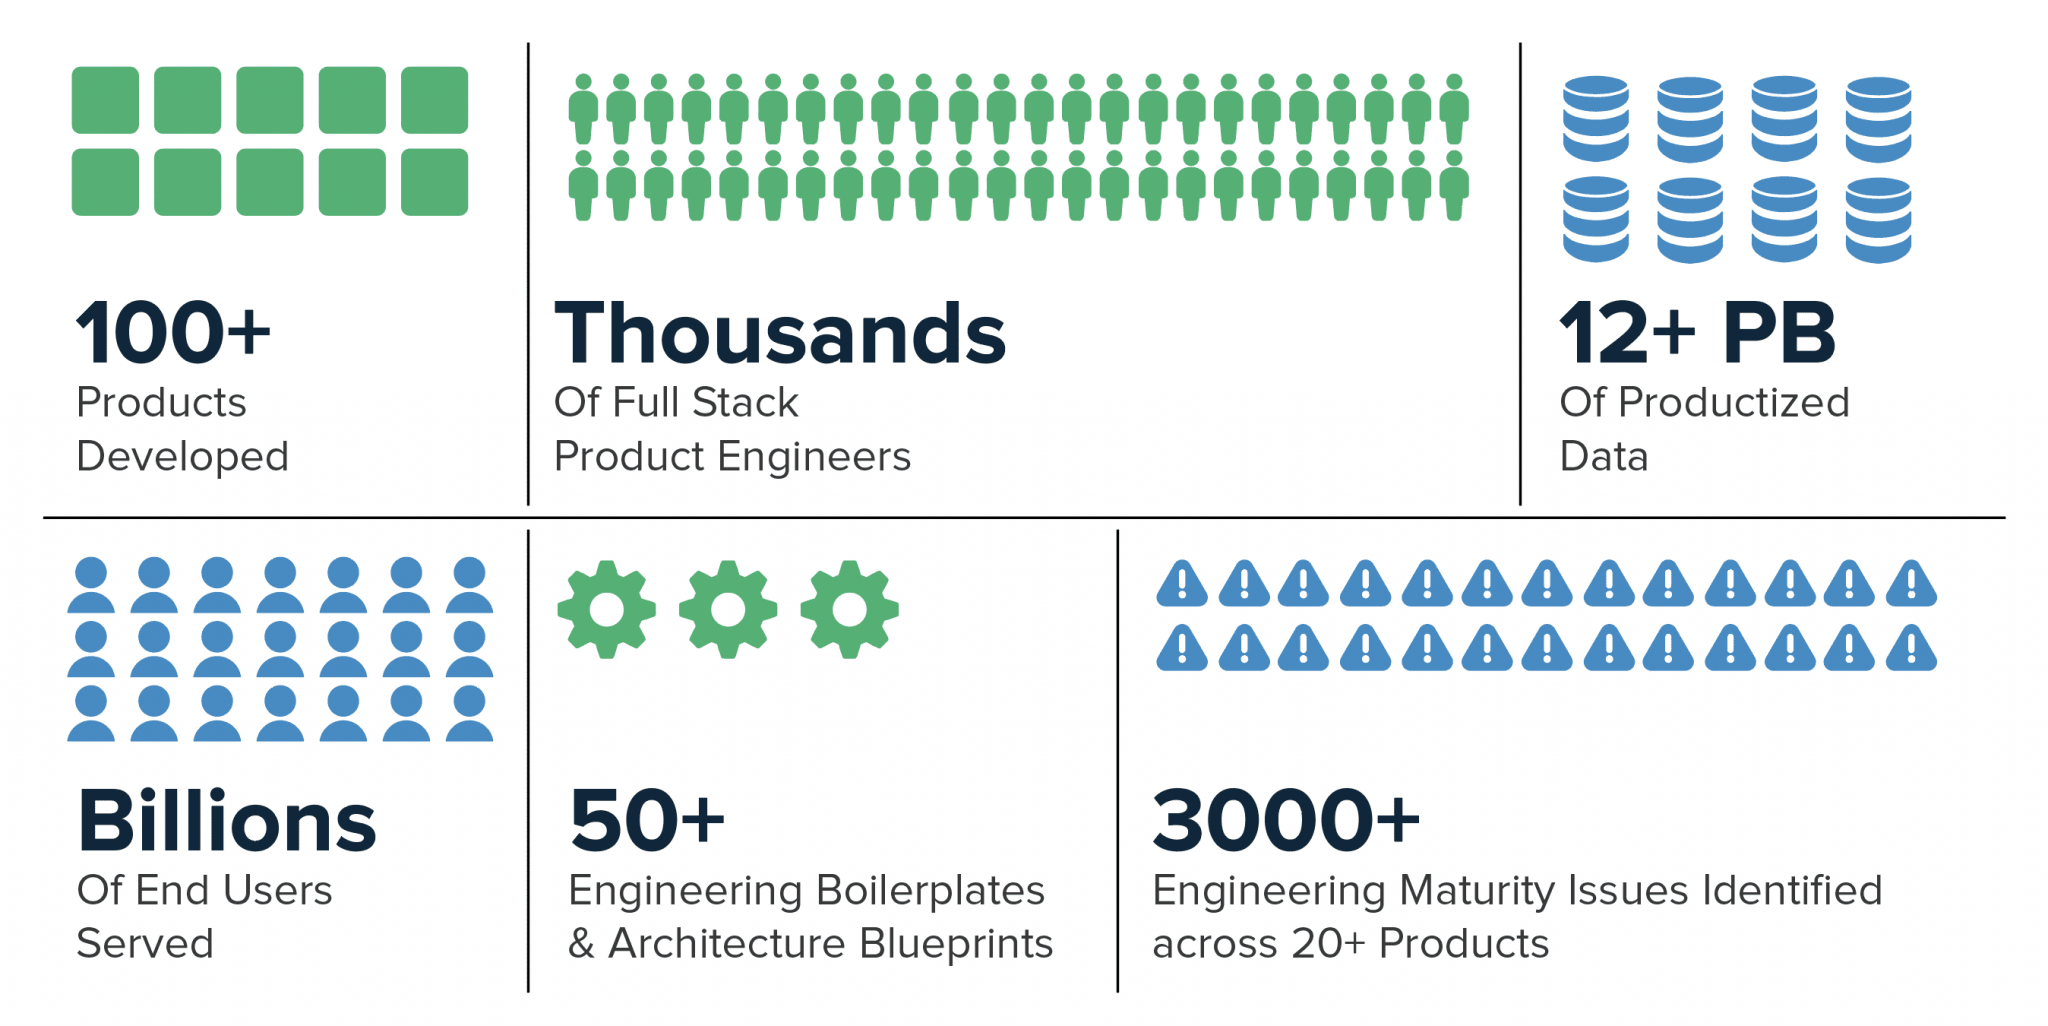 100+
Products
Developed
Thousands
Of Full Stack
Product Engineers
12+ PB
Of Productized
Data
Billions
Of End Users
Served
50+
Engineering Boilerplates
& Architecture Blueprints
3000+
Engineering Maturity Issues Identified
across 20+ Products